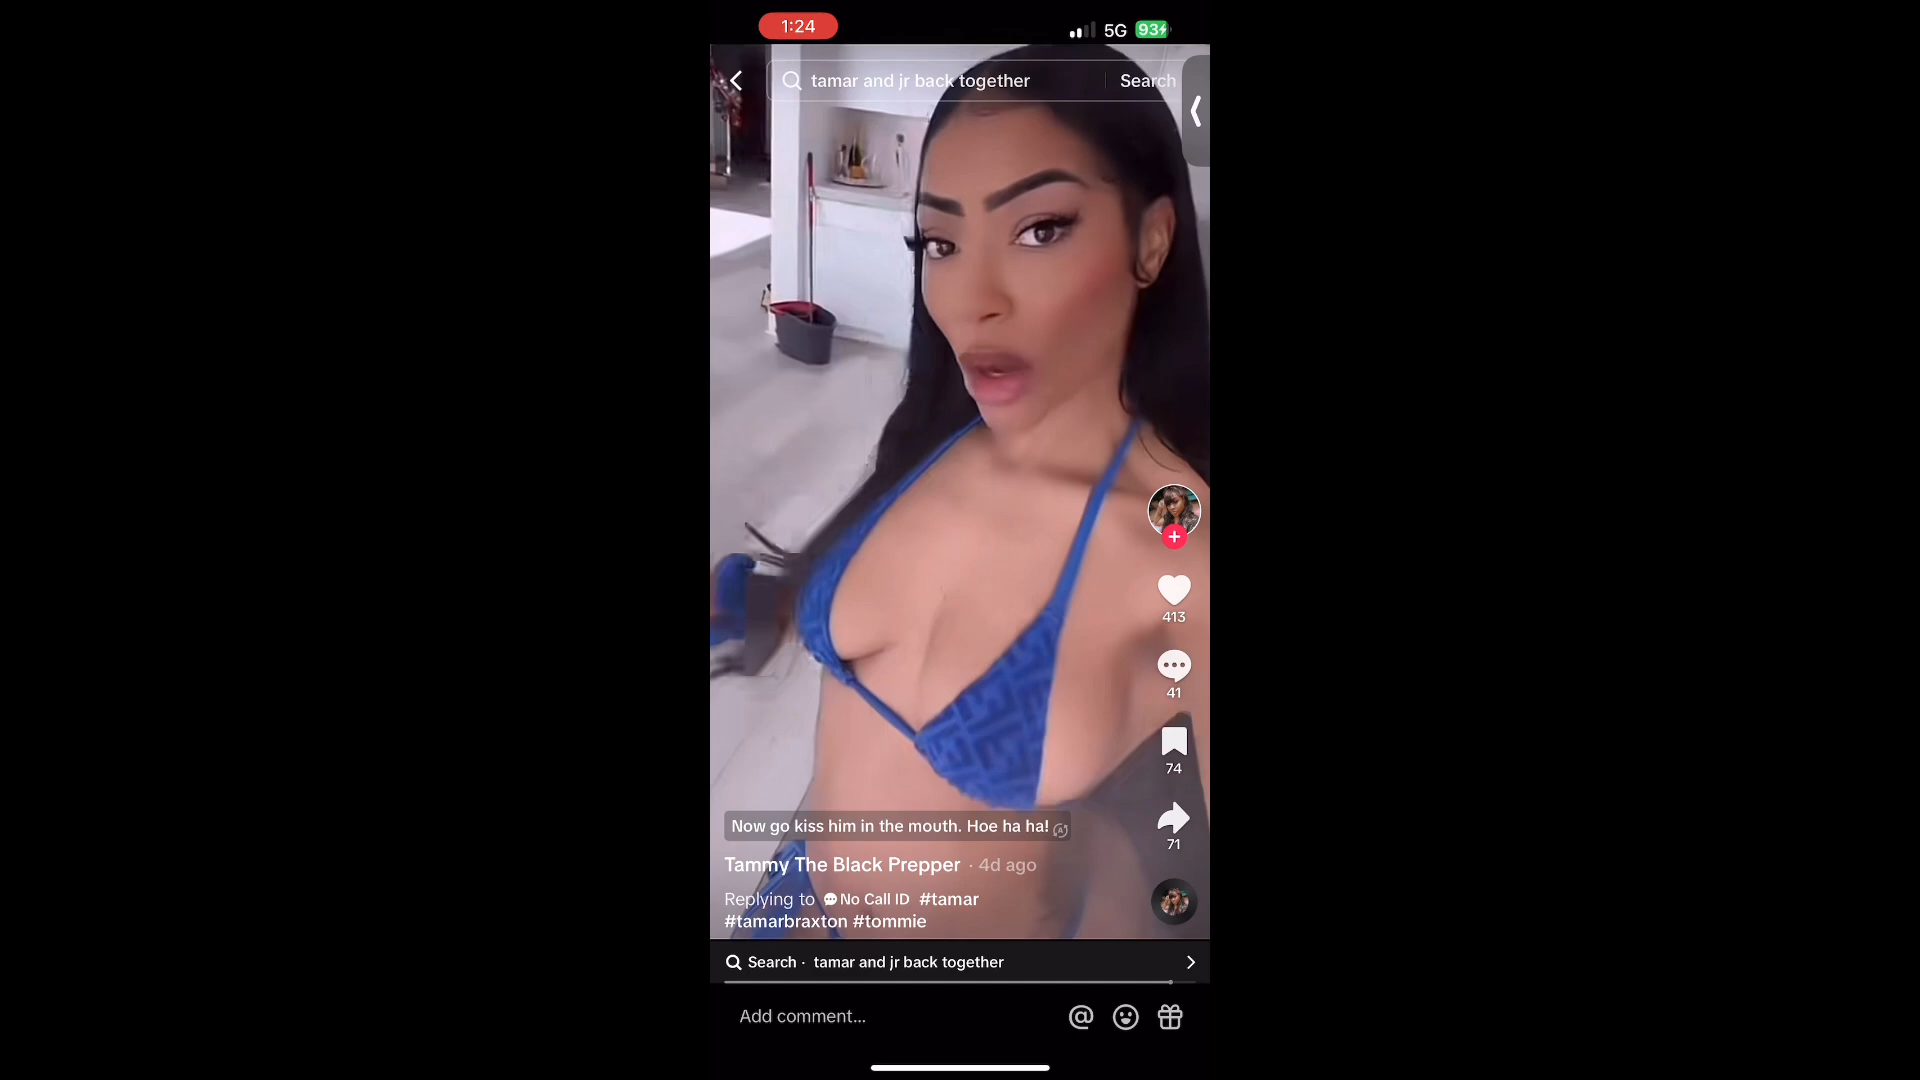 1:24
5G
93
tamar and jr back together
Search
413
41
74
71
Now go kiss him in the mouth. Hoe ha ha!
Tammy The Black Prepper · 4d ago
Replying to No Call ID #tamar
#tamarbraxton #tommie
Search · tamar and jr back together
Add comment...